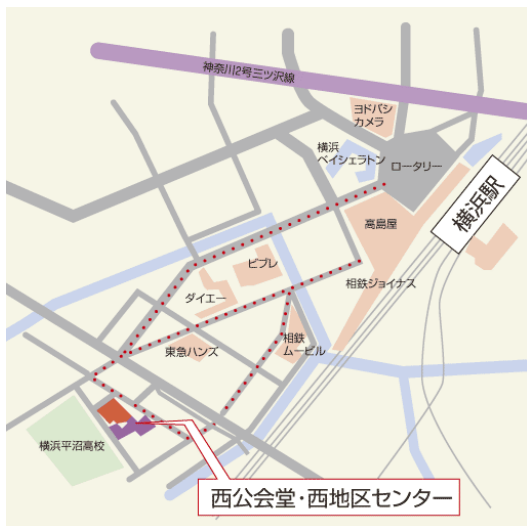 神奈川2号三ツ沢線
ヨドバシ
カメラ
横浜
ベイシェラトン
ロータリー
横浜駅
高島屋
ビブレ
相鉄ジョイナス
ダイエー
東急ハンズ
相鉄
ムービル
横浜平沼高校
西公会堂・西地区センター